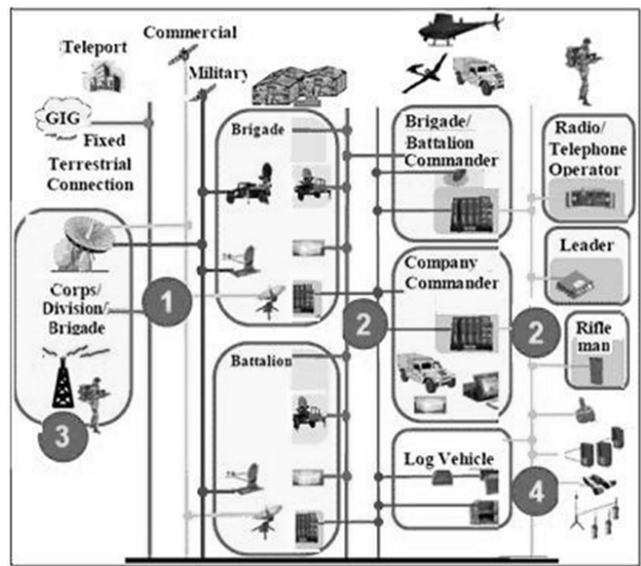 Teleport
Commercial
Military
GIG
Fixed
Terrestrial
Connection
Corps/
Division/
Brigade
3
1
Brigade
Battalion
2
Brigade/
Battalion
Commander
Company
Commander
2
Log Vehicle
4
Radio/
Telephone
Operator
Leader
Rifle
man